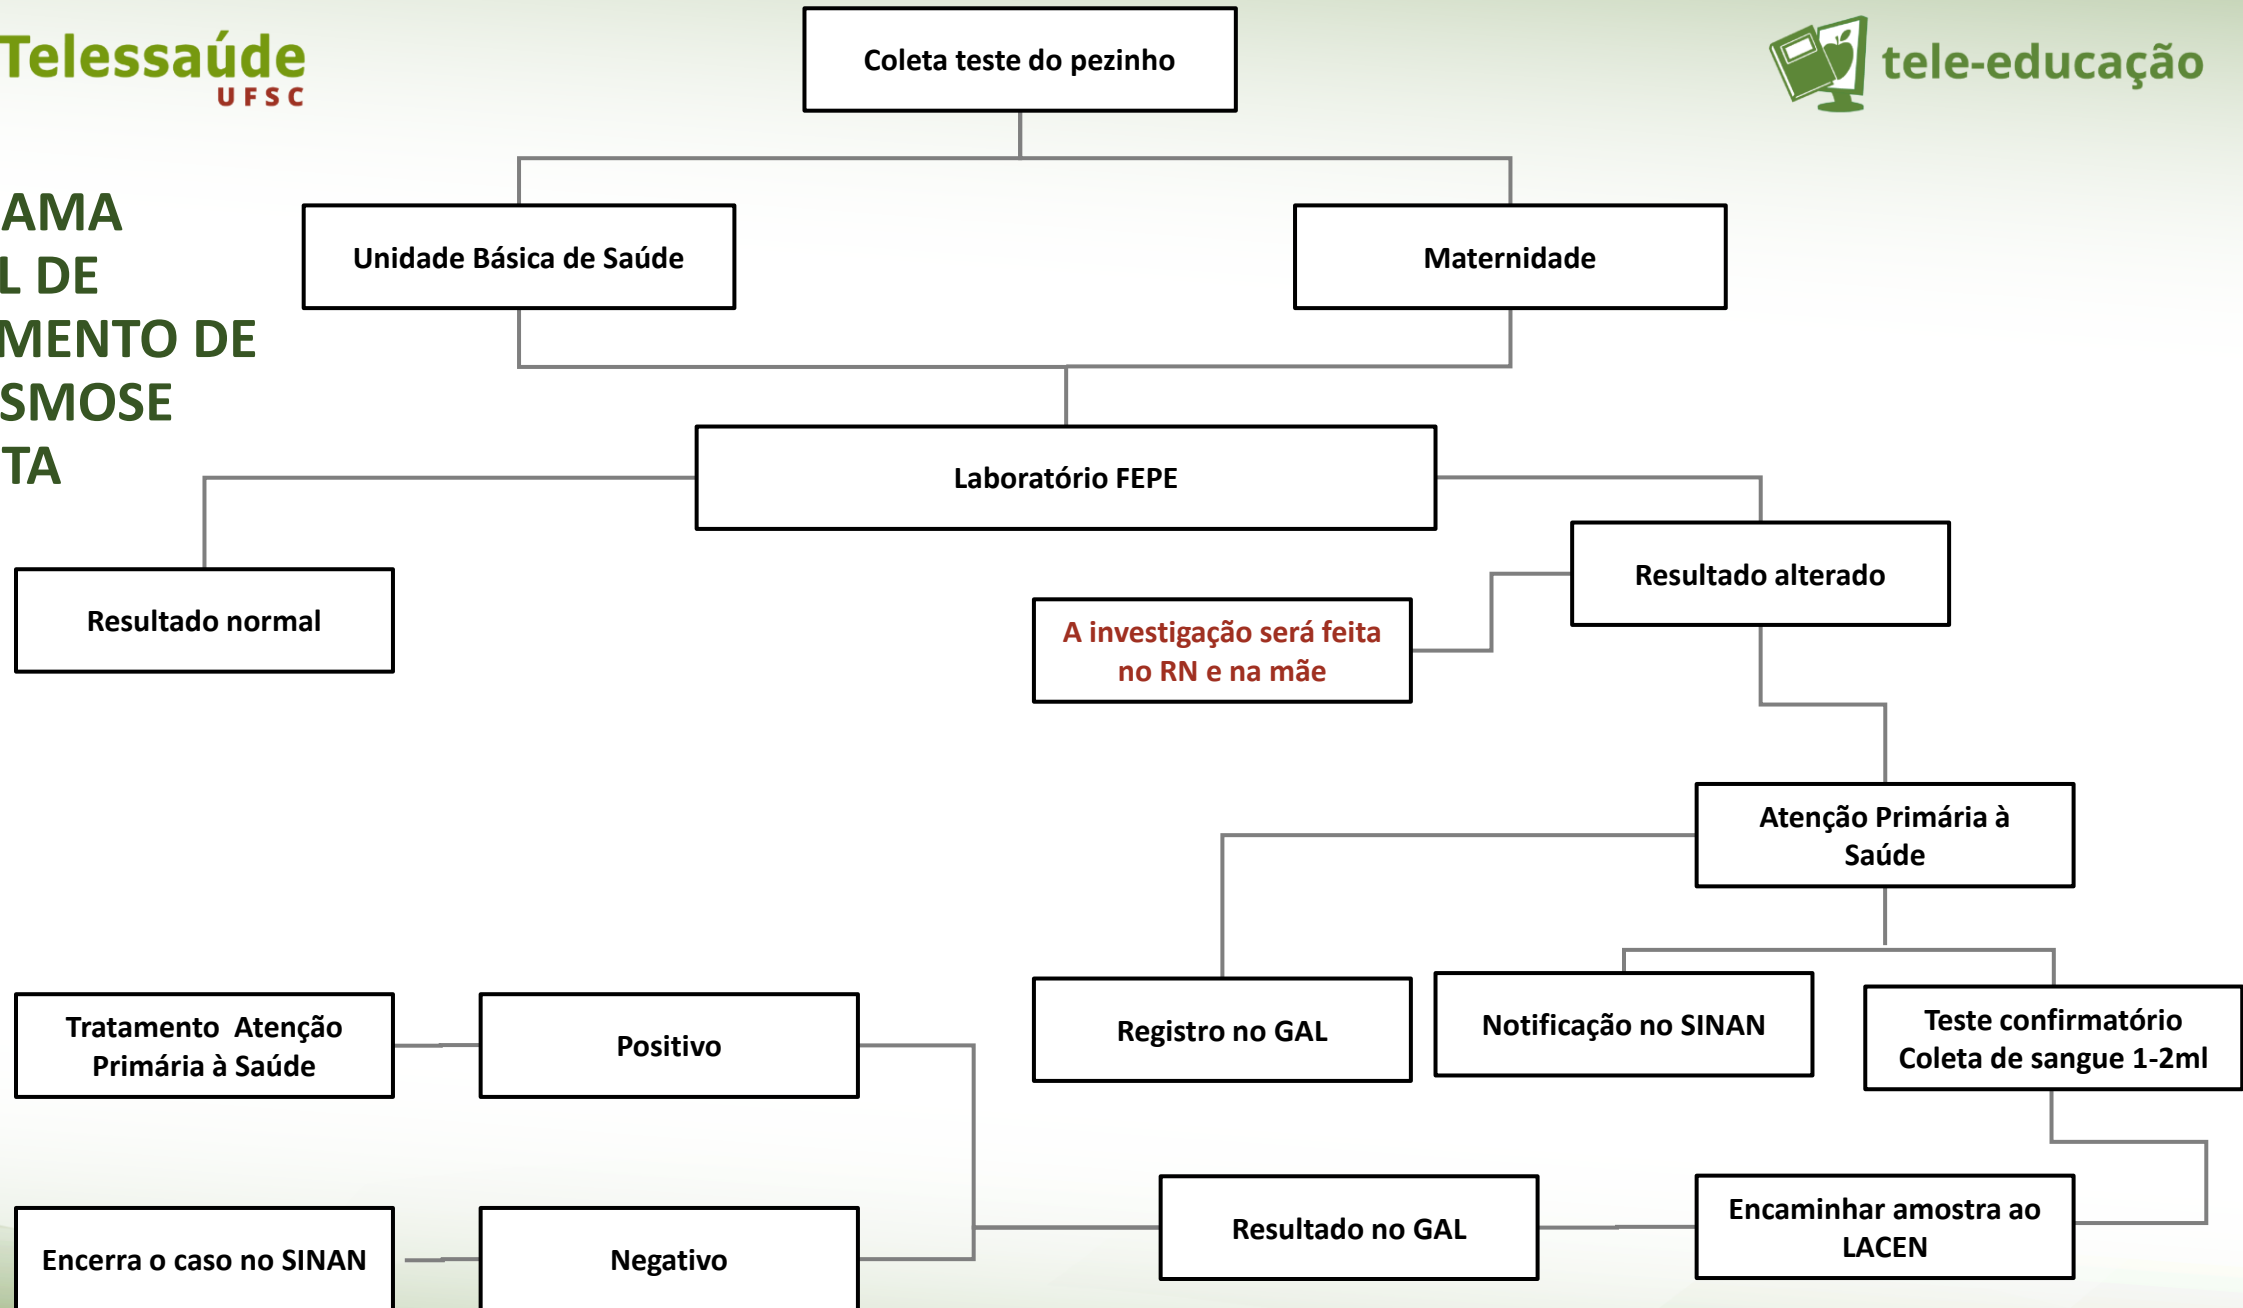 Telessaúde
UFSC
tele-educação
AMA
L DE
MENTO DE
SMOSE
TA
Coleta teste do pezinho
Unidade Básica de Saúde
Maternidade
Laboratório FEPE
Resultado normal
Resultado alterado
A investigação será feita
no RN e na mãe
Atenção Primária à
Saúde
Registro no GAL
Notificação no SINAN
Teste confirmatório
Coleta de sangue 1-2ml
Tratamento  Atenção
Primária à Saúde
Positivo
Encerra o caso no SINAN
Negativo
Resultado no GAL
Encaminhar amostra ao
LACEN